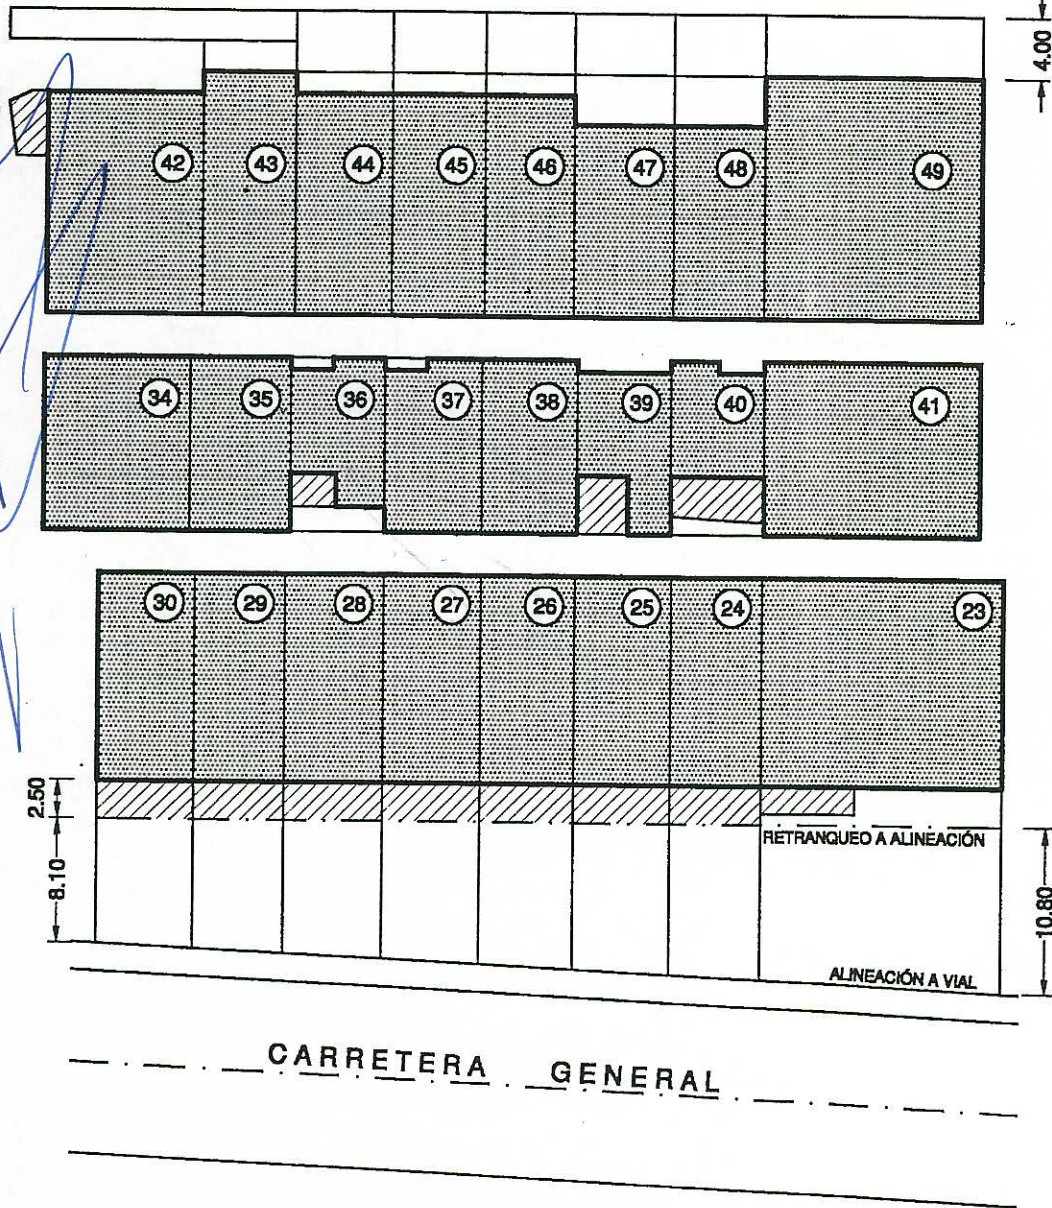 4.00
42 43 44 45 46 47 48 49
34 35 36 37 38 39 40 41
30 29 28 27 26 25 24 23
2.50
RETRANQUEO A ALINEACIÓN
8.10
10.80
ALINEACIÓN A VIAL
CARRETERA GENERAL